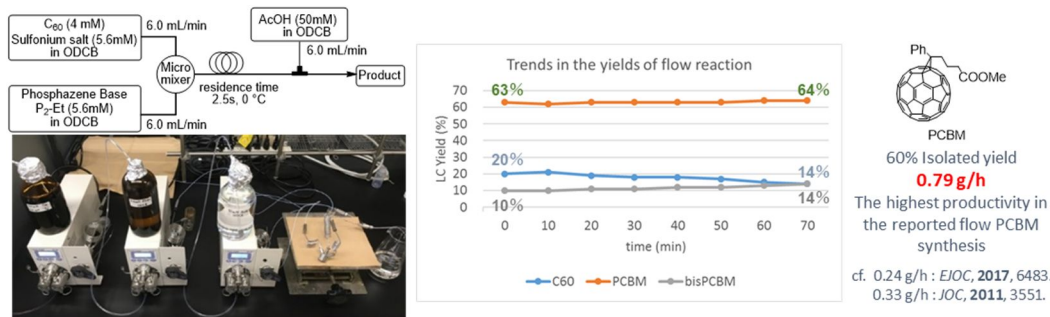 C₆₀ (4 mM)
Sulfonium salt (5.6mM)
in ODCB
6.0 mL/min
AcOH (50mM)
in ODCB
6.0 mL/min
Micro
mixer
residence time
2.5s, 0 °C
Product
Phosphazene Base
P₂-Et (5.6mM)
in ODCB
6.0 mL/min
Trends in the yields of flow reaction
LC Yield (%)
70
60
50
40
30
20
10
0
63%
64%
20%
14%
10%
14%
0 10 20 30 40 50 60 70
time (min)
C60 PCBM bisPCBM
Ph
COOMe
PCBM
60% Isolated yield
0.79 g/h
The highest productivity in
the reported flow PCBM
synthesis
cf. 0.24 g/h : EJOC, 2017, 6483
0.33 g/h : JOC, 2011, 3551.